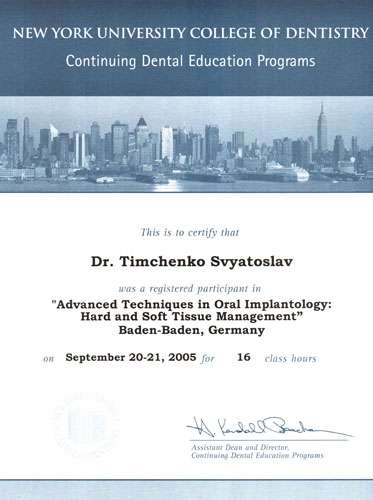 NEW YORK UNIVERSITY COLLEGE OF DENTISTRY
Continuing Dental Education Programs
This is to certify that
Dr. Timchenko Svyatoslav
was a registered participant in
"Advanced Techniques in Oral Implantology:
Hard and Soft Tissue Management”
Baden-Baden, Germany
on September 20-21, 2005 for 16 class hours
Assistant Dean and Director,
Continuing Dental Education Programs